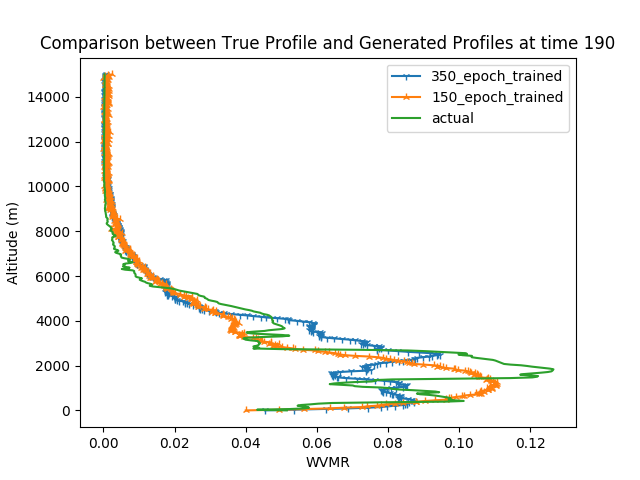 Comparison between True Profile and Generated Profiles at time 190
350_epoch_trained
150_epoch_trained
actual
14000
12000
10000
8000
6000
4000
2000
0
Altitude (m)
0.00 0.02 0.04 0.06 0.08 0.10 0.12
WVMR